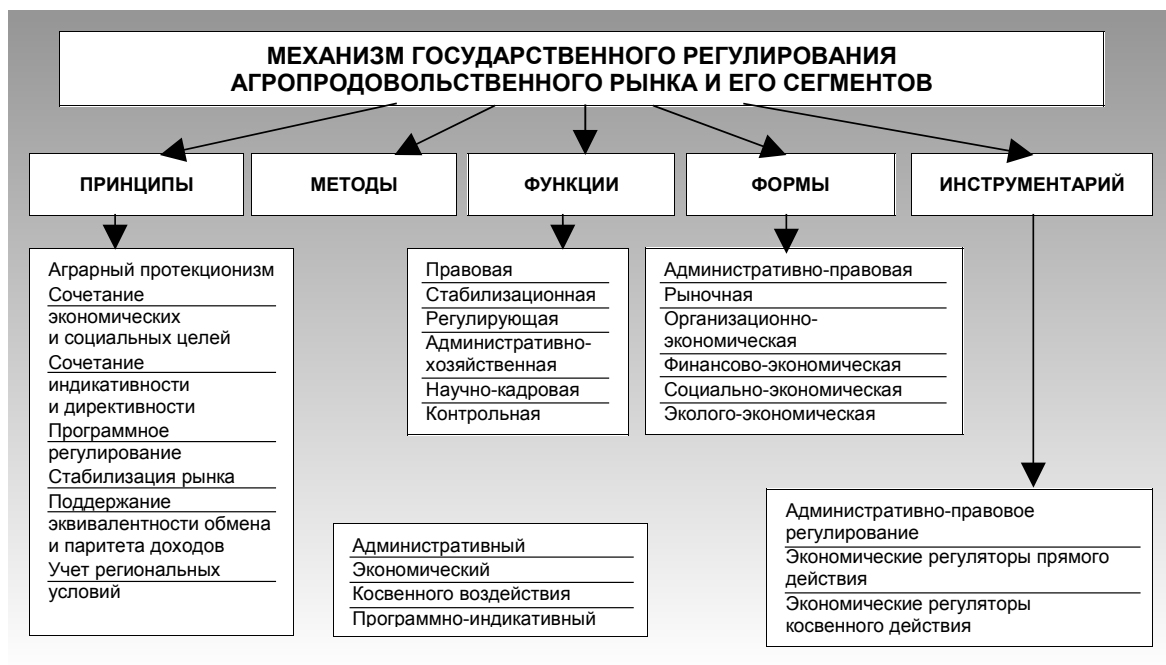 МЕХАНИЗМ ГОСУДАРСТВЕННОГО РЕГУЛИРОВАНИЯ
АГРОПРОДОВОЛЬСТВЕННОГО РЫНКА И ЕГО СЕГМЕНТОВ
ПРИНЦИПЫ
МЕТОДЫ
ФУНКЦИИ
ФОРМЫ
ИНСТРУМЕНТАРИЙ
Аграрный протекционизм
Сочетание
экономических
и социальных целей
Сочетание
индикативности
и директивности
Программное
регулирование
Стабилизация рынка
Поддержание
эквивалентности обмена
и паритета доходов
Учет региональных
условий
Правовая
Стабилизационная
Регулирующая
Административно-
хозяйственная
Научно-кадровая
Контрольная
Административно-правовая
Рыночная
Организационно-
экономическая
Финансово-экономическая
Социально-экономическая
Эколого-экономическая
Административный
Экономический
Косвенного воздействия
Программно-индикативный
Административно-правовое
регулирование
Экономические регуляторы прямого
действия
Экономические регуляторы
косвенного действия